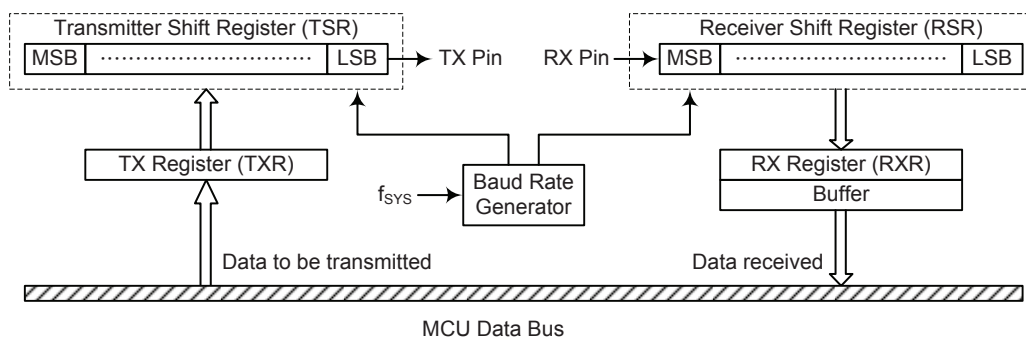 Transmitter Shift Register (TSR)
MSB
LSB
TX Pin
RX Pin
Receiver Shift Register (RSR)
MSB
LSB
TX Register (TXR)
fSYS
Baud Rate
Generator
RX Register (RXR)
Buffer
Data to be transmitted
Data received
MCU Data Bus